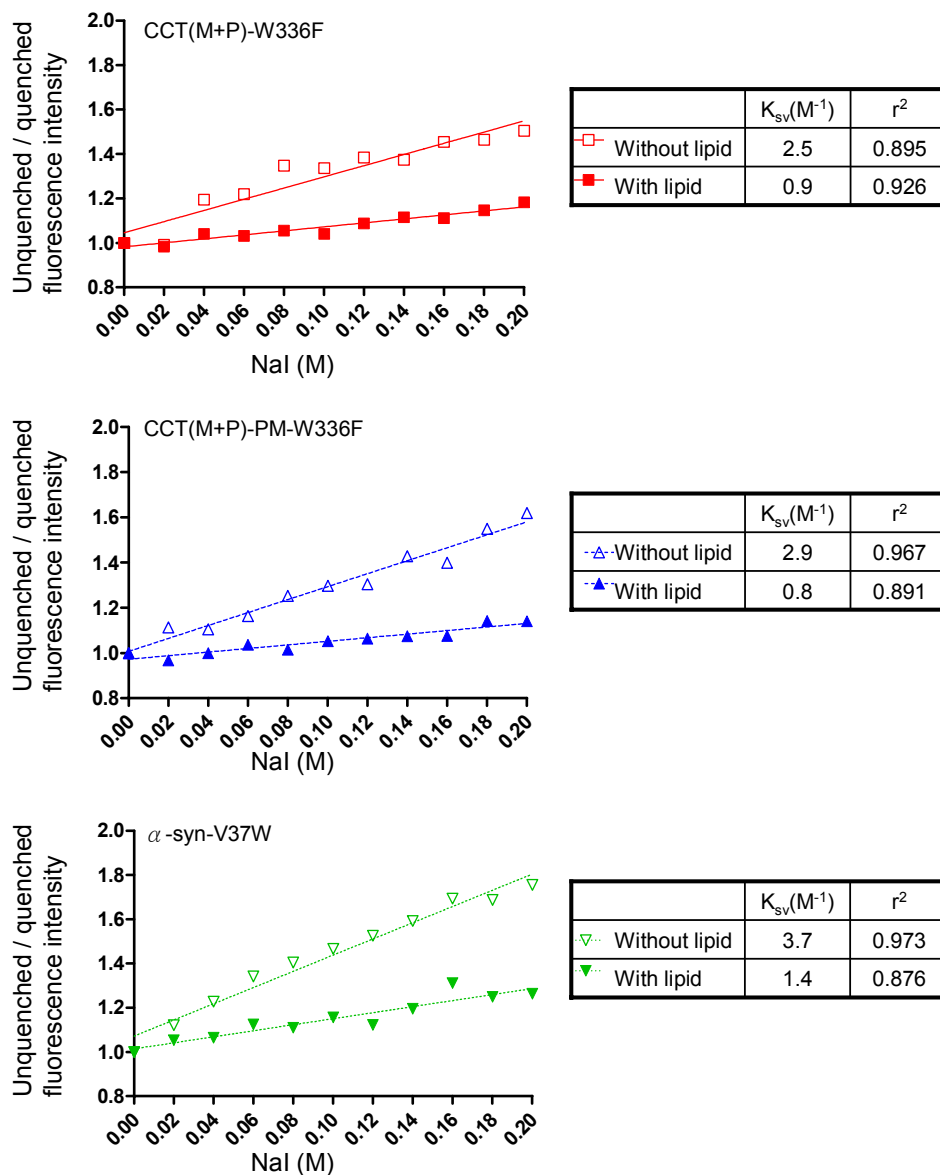 CCT(M+P)-W336F
Unquenched / quenched
fluorescence intensity
2.0
1.8
1.6
1.4
1.2
1.0
0.8
0.00 0.02 0.04 0.06 0.08 0.10 0.12 0.14 0.16 0.18 0.20
NaI (M)
Ksv(M-1) r2
Without lipid 2.5 0.895
With lipid 0.9 0.926
CCT(M+P)-PM-W336F
Unquenched / quenched
fluorescence intensity
2.0
1.8
1.6
1.4
1.2
1.0
0.8
0.00 0.02 0.04 0.06 0.08 0.10 0.12 0.14 0.16 0.18 0.20
NaI (M)
Ksv(M-1) r2
Without lipid 2.9 0.967
With lipid 0.8 0.891
α-syn-V37W
Unquenched / quenched
fluorescence intensity
2.0
1.8
1.6
1.4
1.2
1.0
0.8
0.00 0.02 0.04 0.06 0.08 0.10 0.12 0.14 0.16 0.18 0.20
NaI (M)
Ksv(M-1) r2
Without lipid 3.7 0.973
With lipid 1.4 0.876